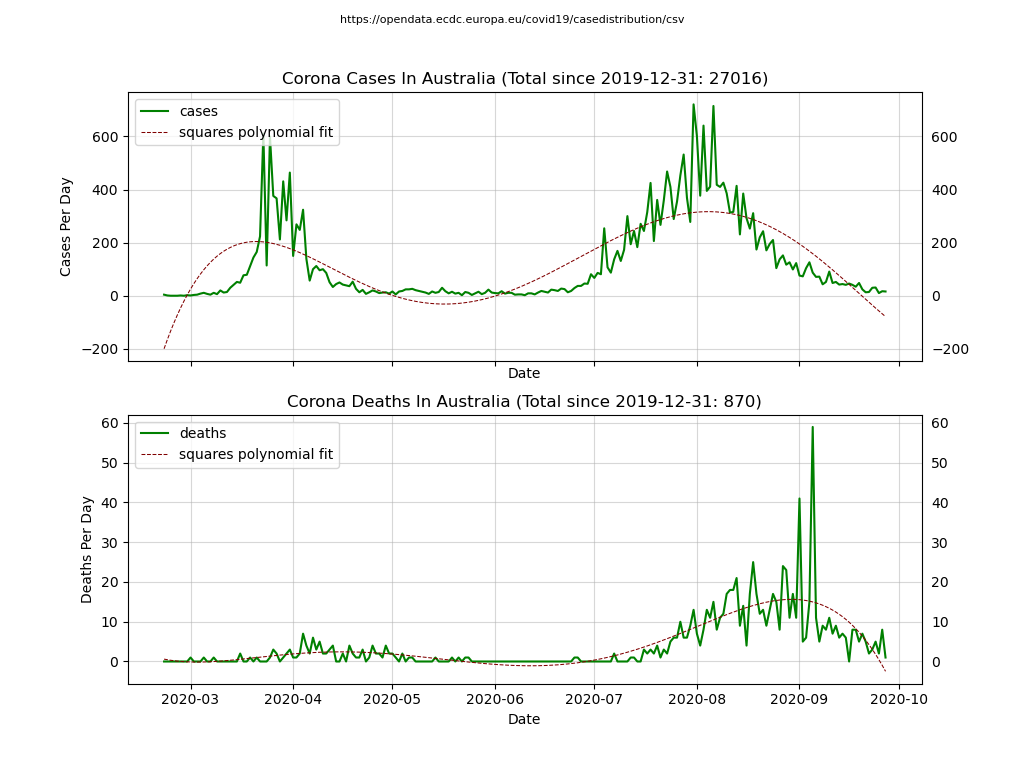 https://opendata.ecdc.europa.eu/covid19/casedistribution/csv
Corona Cases In Australia (Total since 2019-12-31: 27016)
cases
squares polynomial fit
Cases Per Day
600
400
200
0
−200
600
400
200
0
−200
Date
Corona Deaths In Australia (Total since 2019-12-31: 870)
deaths
squares polynomial fit
Deaths Per Day
60
50
40
30
20
10
0
60
50
40
30
20
10
0
2020-03 2020-04 2020-05 2020-06 2020-07 2020-08 2020-09 2020-10
Date